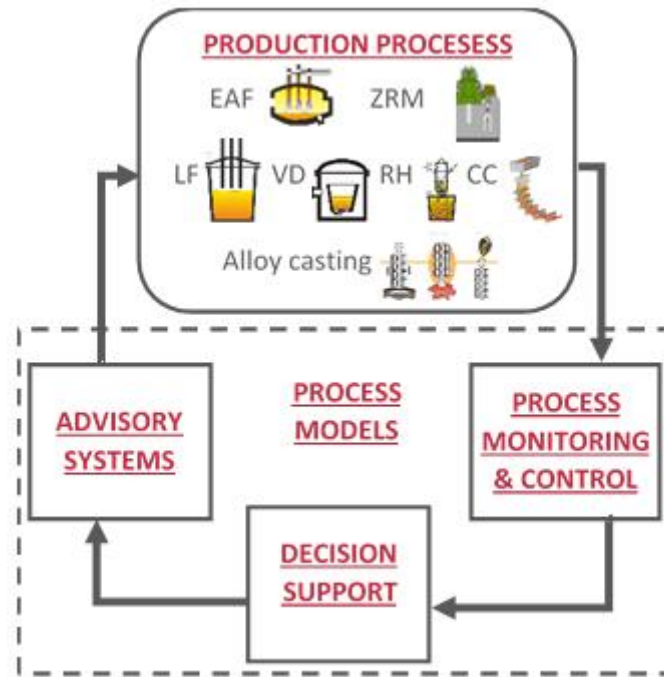 PRODUCTION PROCESESS
EAF ZRM
LF VD RH CC
Alloy casting
ADVISORY
SYSTEMS
PROCESS
MODELS
PROCESS
MONITORING
& CONTROL
DECISION
SUPPORT